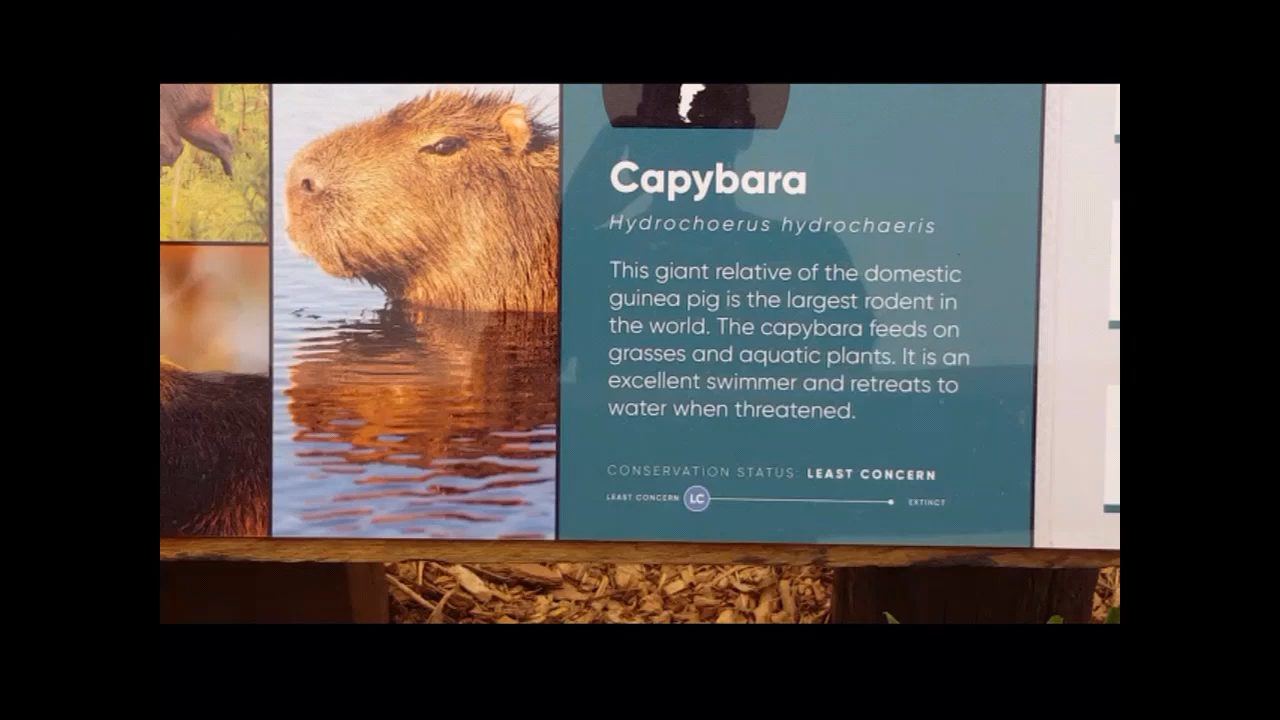 Capybara
Hydrochoerus hydrochaeris
This giant relative of the domestic
guinea pig is the largest rodent in
the world. The capybara feeds on
grasses and aquatic plants. It is an
excellent swimmer and retreats to
water when threatened.
CONSERVATION STATUS: LEAST CONCERN
LEAST CONCERN LC EXTINCT